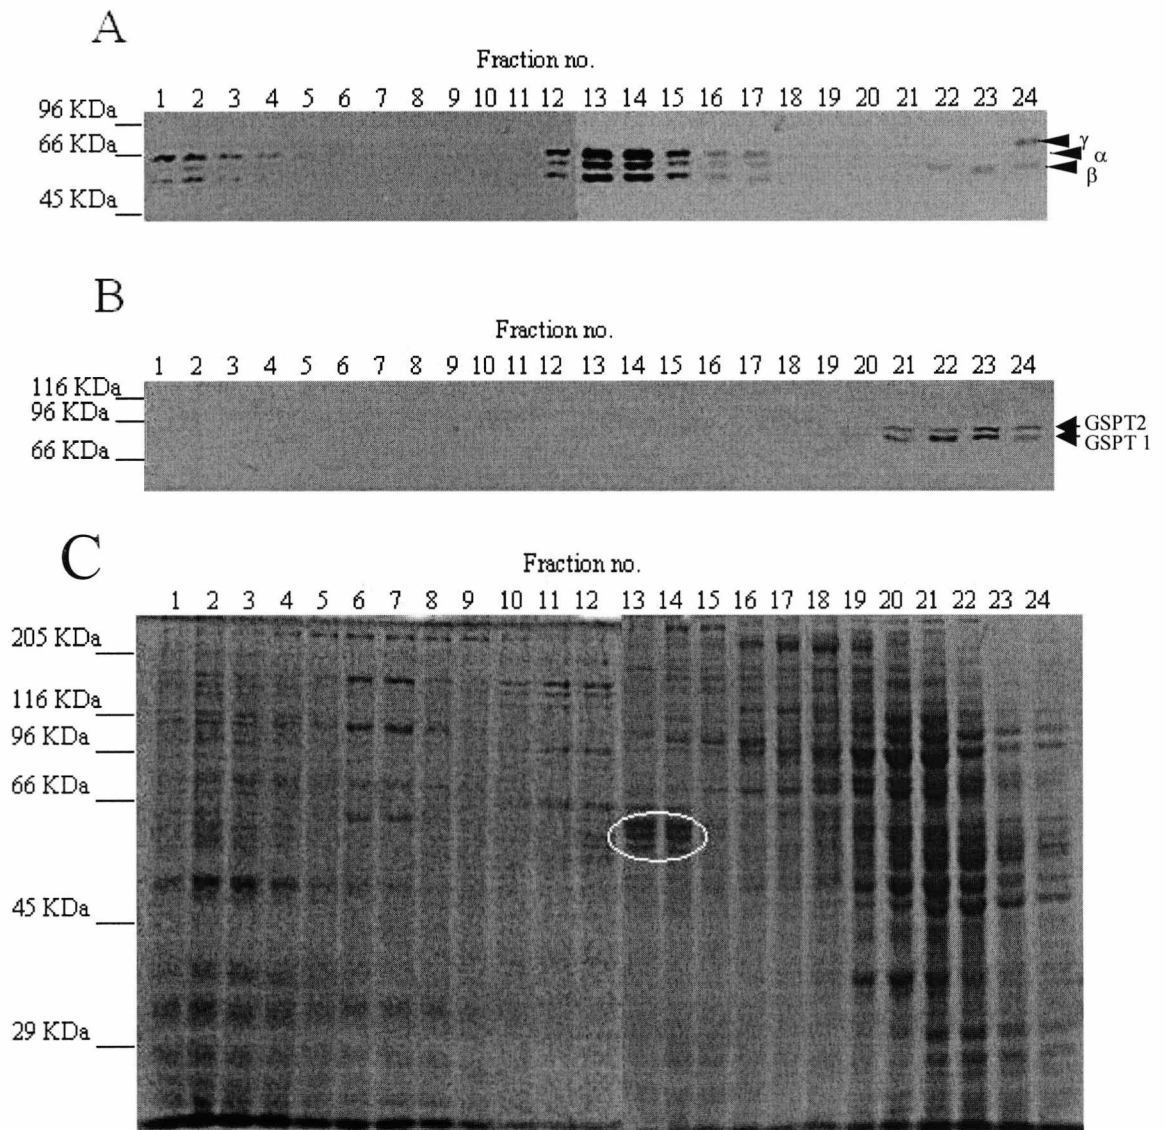 A
Fraction no.
1 2 3 4 5 6 7 8 9 10 11 12 13 14 15 16 17 18 19 20 21 22 23 24
96 KDa
66 KDa
45 KDa
γ
α
β
B
Fraction no.
1 2 3 4 5 6 7 8 9 10 11 12 13 14 15 16 17 18 19 20 21 22 23 24
116 KDa
96 KDa
66 KDa
GSPT2
GSPT 1
C
Fraction no.
1 2 3 4 5 6 7 8 9 10 11 12 13 14 15 16 17 18 19 20 21 22 23 24
205 KDa
116 KDa
96 KDa
66 KDa
45 KDa
29 KDa